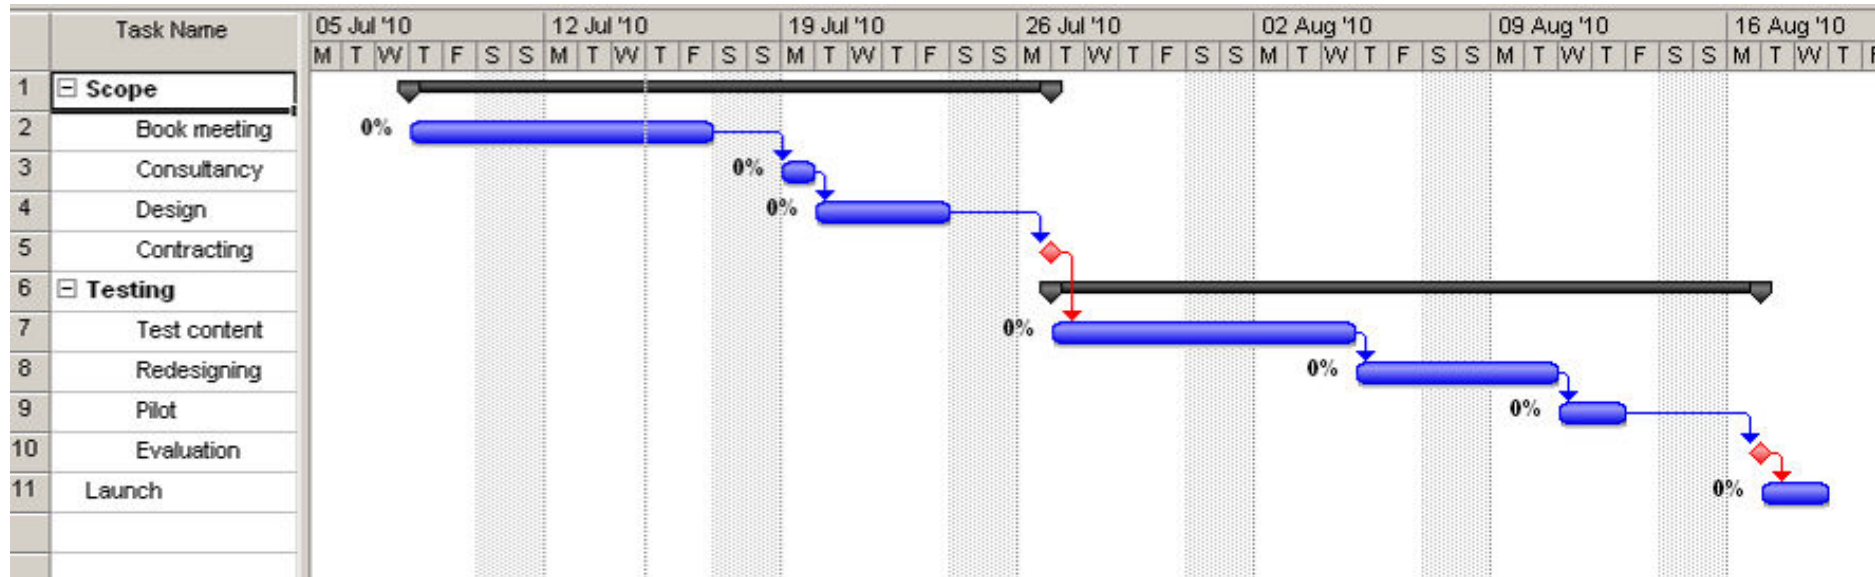 Task Name 05 Jul '10 12 Jul '10 19 Jul '10 26 Jul '10 02 Aug '10 09 Aug '10 16 Aug '10
M T W T F S S M T W T F S S M T W T F S S M T W T F S S M T W T F S S M T W T F S S M T W T F
1 Scope
2 Book meeting 0%
3 Consultancy 0%
4 Design 0%
5 Contracting
6 Testing
7 Test content 0%
8 Redesigning 0%
9 Pilot 0%
10 Evaluation
11 Launch 0%